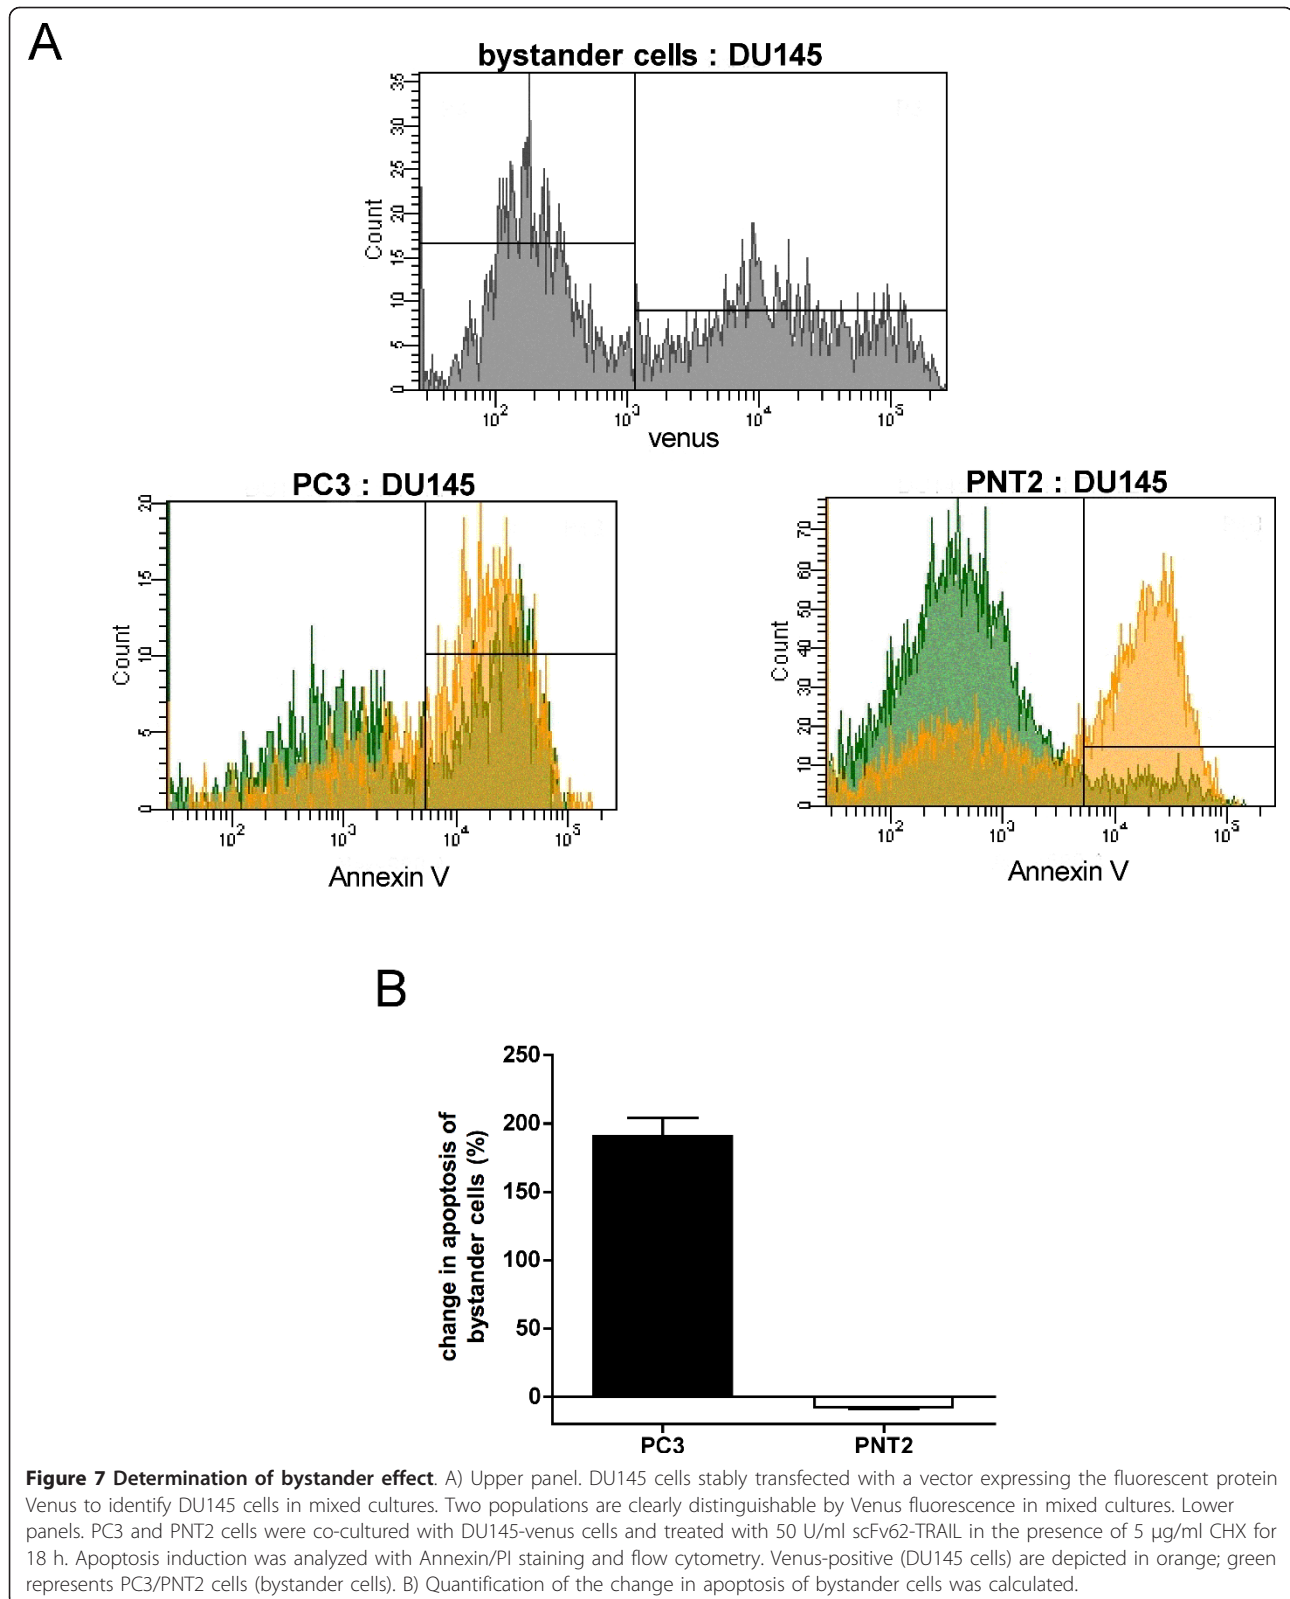 A
bystander cells : DU145
Count
35
30
25
20
15
10
5
0
10² 10³ 10⁴ 10⁵
venus
PC3 : DU145
Count
20
15
10
5
0
10² 10³ 10⁴ 10⁵
Annexin V
PNT2 : DU145
Count
70
60
50
40
30
20
10
0
10² 10³ 10⁴ 10⁵
Annexin V
B
change in apoptosis of
bystander cells (%)
250
200
150
100
50
0
PC3 PNT2
Figure 7 Determination of bystander effect. A) Upper panel. DU145 cells stably transfected with a vector expressing the fluorescent protein
Venus to identify DU145 cells in mixed cultures. Two populations are clearly distinguishable by Venus fluorescence in mixed cultures. Lower
panels. PC3 and PNT2 cells were co-cultured with DU145-venus cells and treated with 50 U/ml scFv62-TRAIL in the presence of 5 μg/ml CHX for
18 h. Apoptosis induction was analyzed with Annexin/PI staining and flow cytometry. Venus-positive (DU145 cells) are depicted in orange; green
represents PC3/PNT2 cells (bystander cells). B) Quantification of the change in apoptosis of bystander cells was calculated.